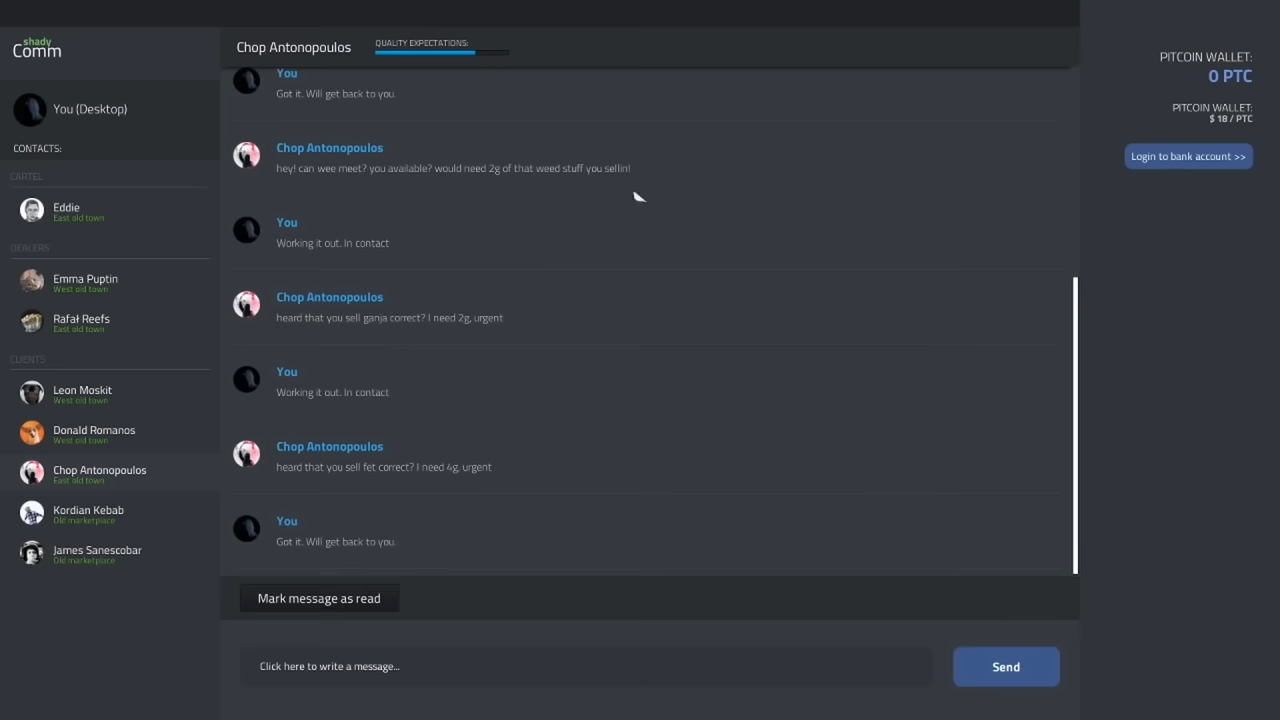 shady
Comm
You (Desktop)
CONTACTS:
CARTEL
Eddie
East old town
DEALERS
Emma Puptin
West old town
Rafał Reefs
East old town
CLIENTS
Leon Moskit
West old town
Donald Romanos
West old town
Chop Antonopoulos
East old town
Kordian Kebab
Old marketplace
James Sanescobar
Old marketplace
Chop Antonopoulos
QUALITY EXPECTATIONS:
You
Got it. Will get back to you.
Chop Antonopoulos
hey! can wee meet? you available? would need 2g of that weed stuff you sellin!
You
Working it out. In contact
Chop Antonopoulos
heard that you sell ganja correct? I need 2g, urgent
You
Working it out. In contact
Chop Antonopoulos
heard that you sell fet correct? I need 4g, urgent
You
Got it. Will get back to you.
Mark message as read
Click here to write a message...
Send
PITCOIN WALLET:
0 PTC
PITCOIN WALLET:
$ 18 / PTC
Login to bank account >>